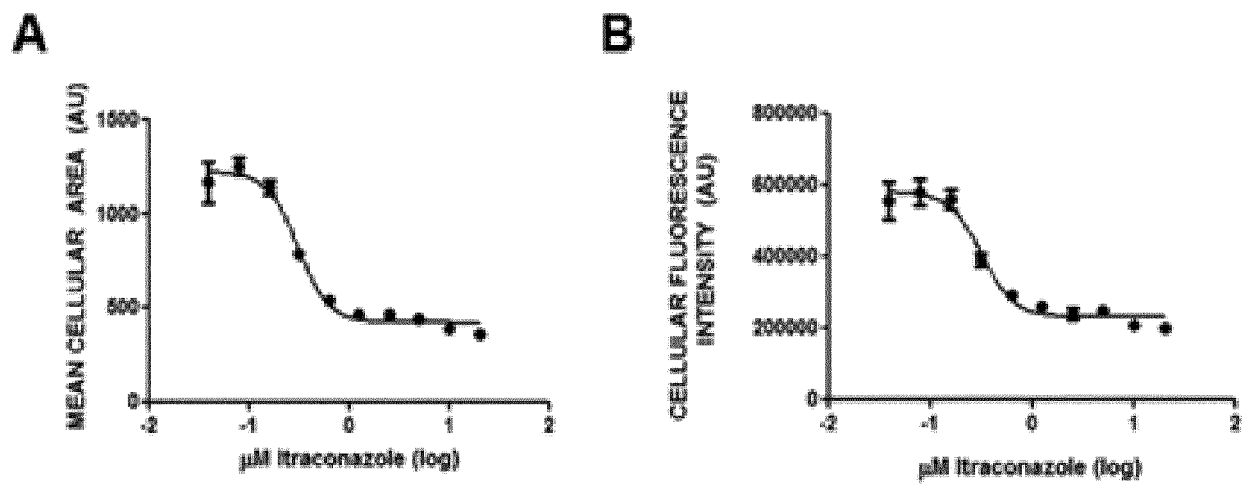 A
MEAN CELLULAR AREA (AU)
1500
1000
500
0
-2
-1
0
1
2
µM Itraconazole (log)
B
CELLULAR FLUORESCENCE
INTENSITY (AU)
800000
600000
400000
200000
0
-2
-1
0
1
2
µM Itraconazole (log)